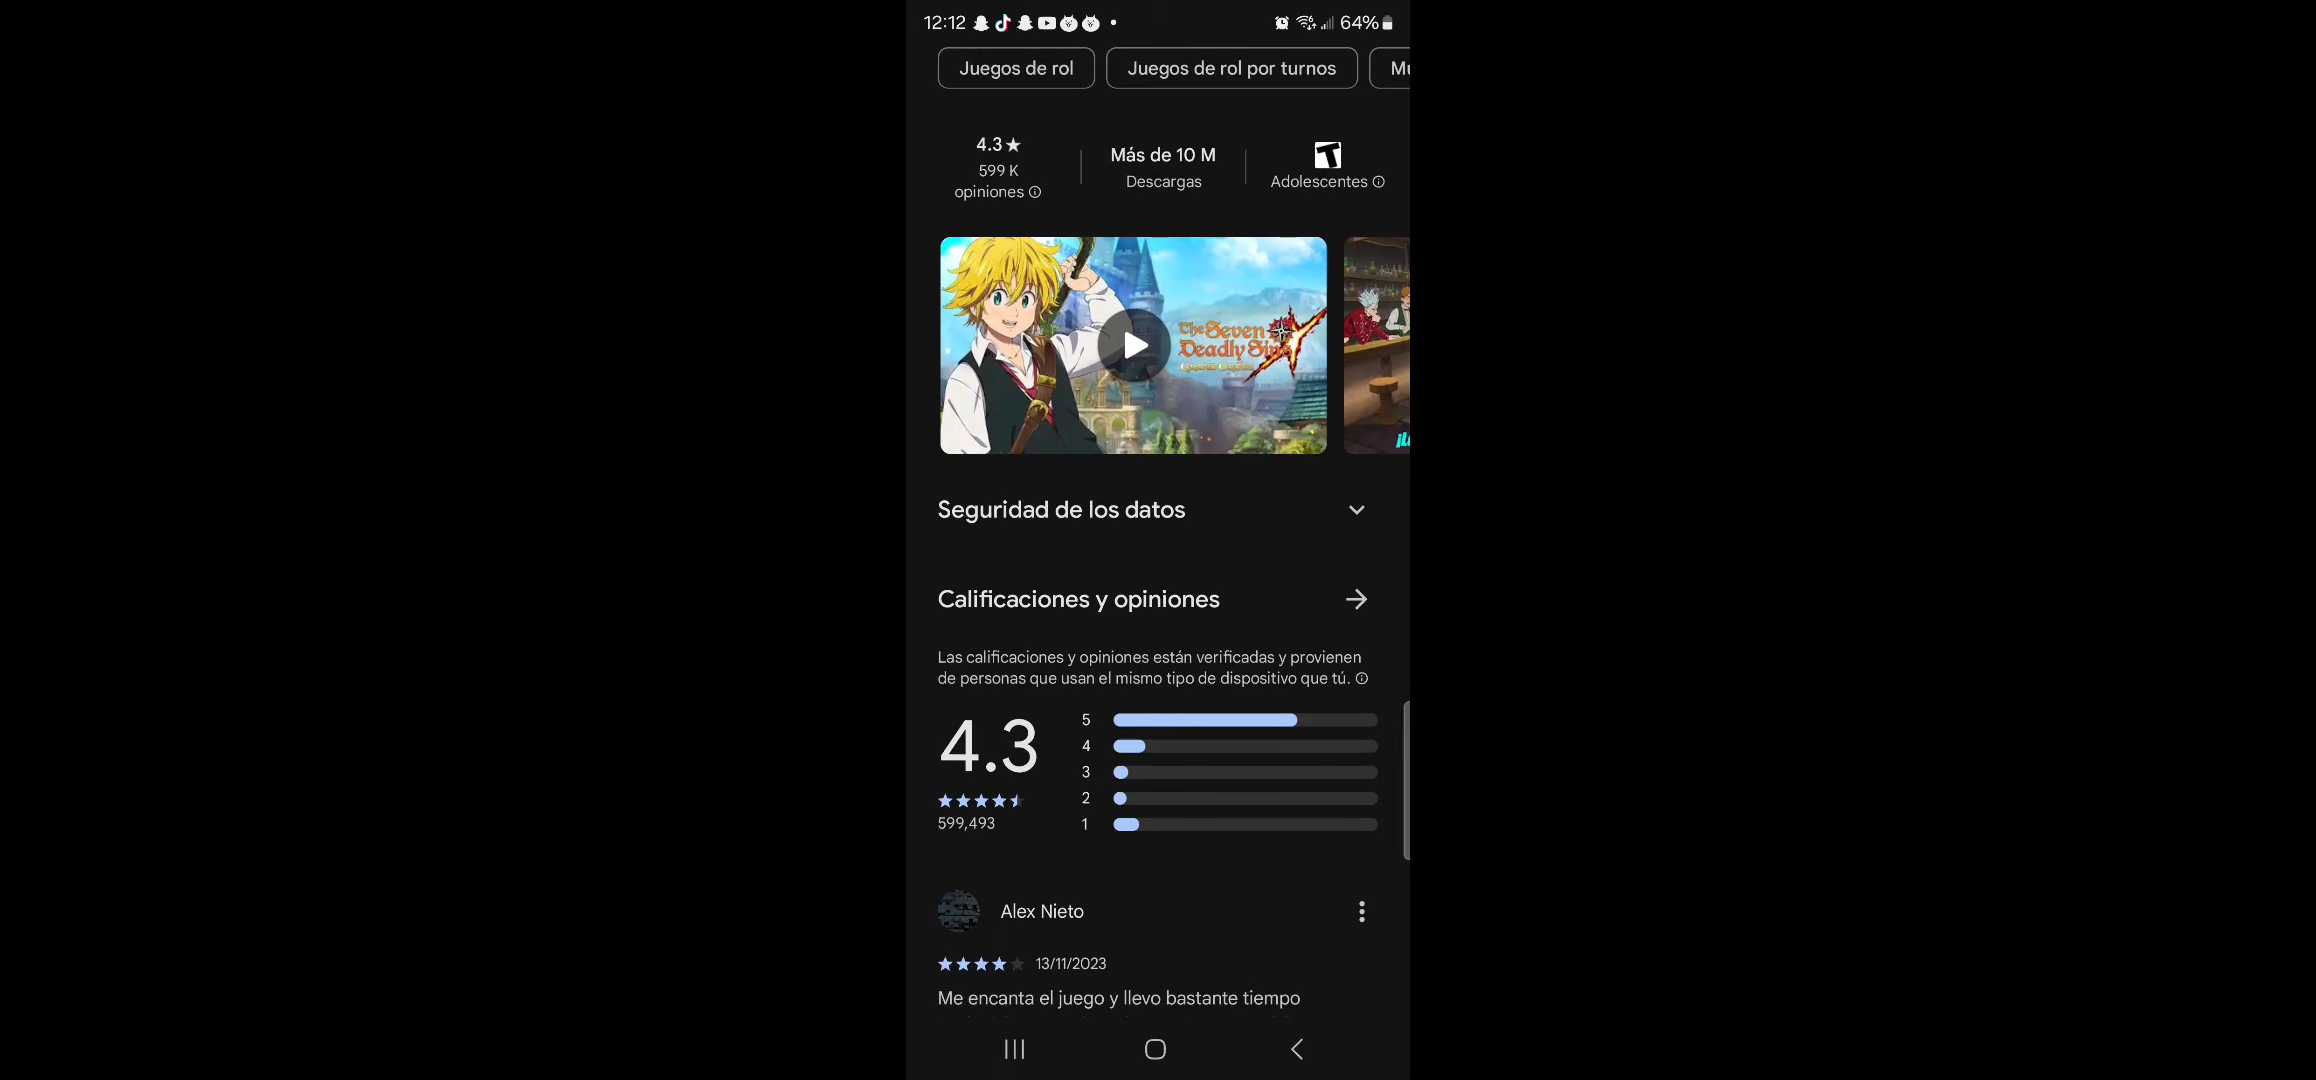 12:12
64%
Juegos de rol
Juegos de rol por turnos
4.3★
599 K
opiniones
Más de 10 M
Descargas
T
Adolescentes
The Seven
Deadly Sins
Grand Cross
Seguridad de los datos
Calificaciones y opiniones
Las calificaciones y opiniones están verificadas y provienen
de personas que usan el mismo tipo de dispositivo que tú.
4.3
5
4
3
2
1
599,493
Alex Nieto
13/11/2023
Me encanta el juego y llevo bastante tiempo